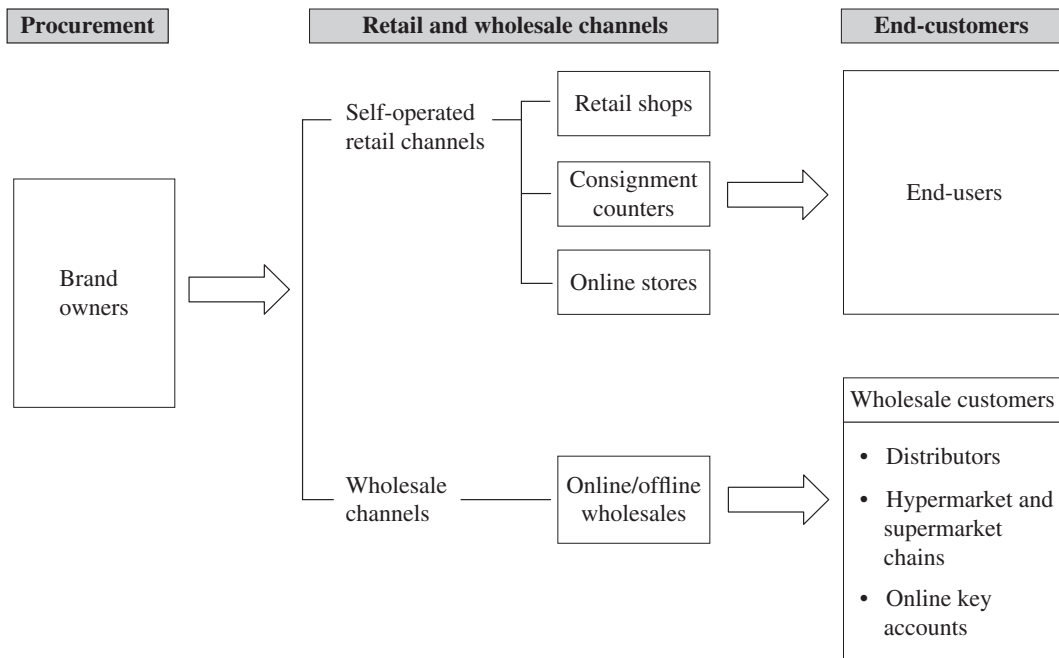 Procurement
Retail and wholesale channels
End-customers
Brand
owners
Self-operated
retail channels
Retail shops
Consignment
counters
Online stores
End-users
Wholesale
channels
Online/offline
wholesales
Wholesale customers
• Distributors
• Hypermarket and
supermarket
chains
• Online key
accounts